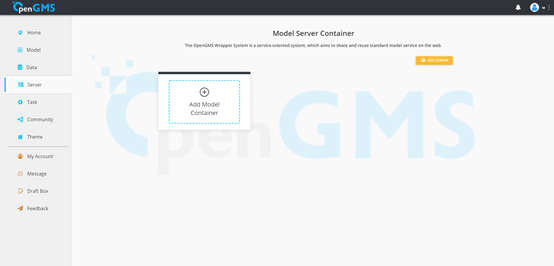 OpenGMS
Home
Model
Data
Server
Task
Community
Theme
My Account
Message
Draft Box
Feedback
Model Server Container
The OpenGMS Wrapper System is a service-oriented system, which aims to share and reuse standard model service on the web.
ADD SERVER
Add Model
Container
OpenGMS